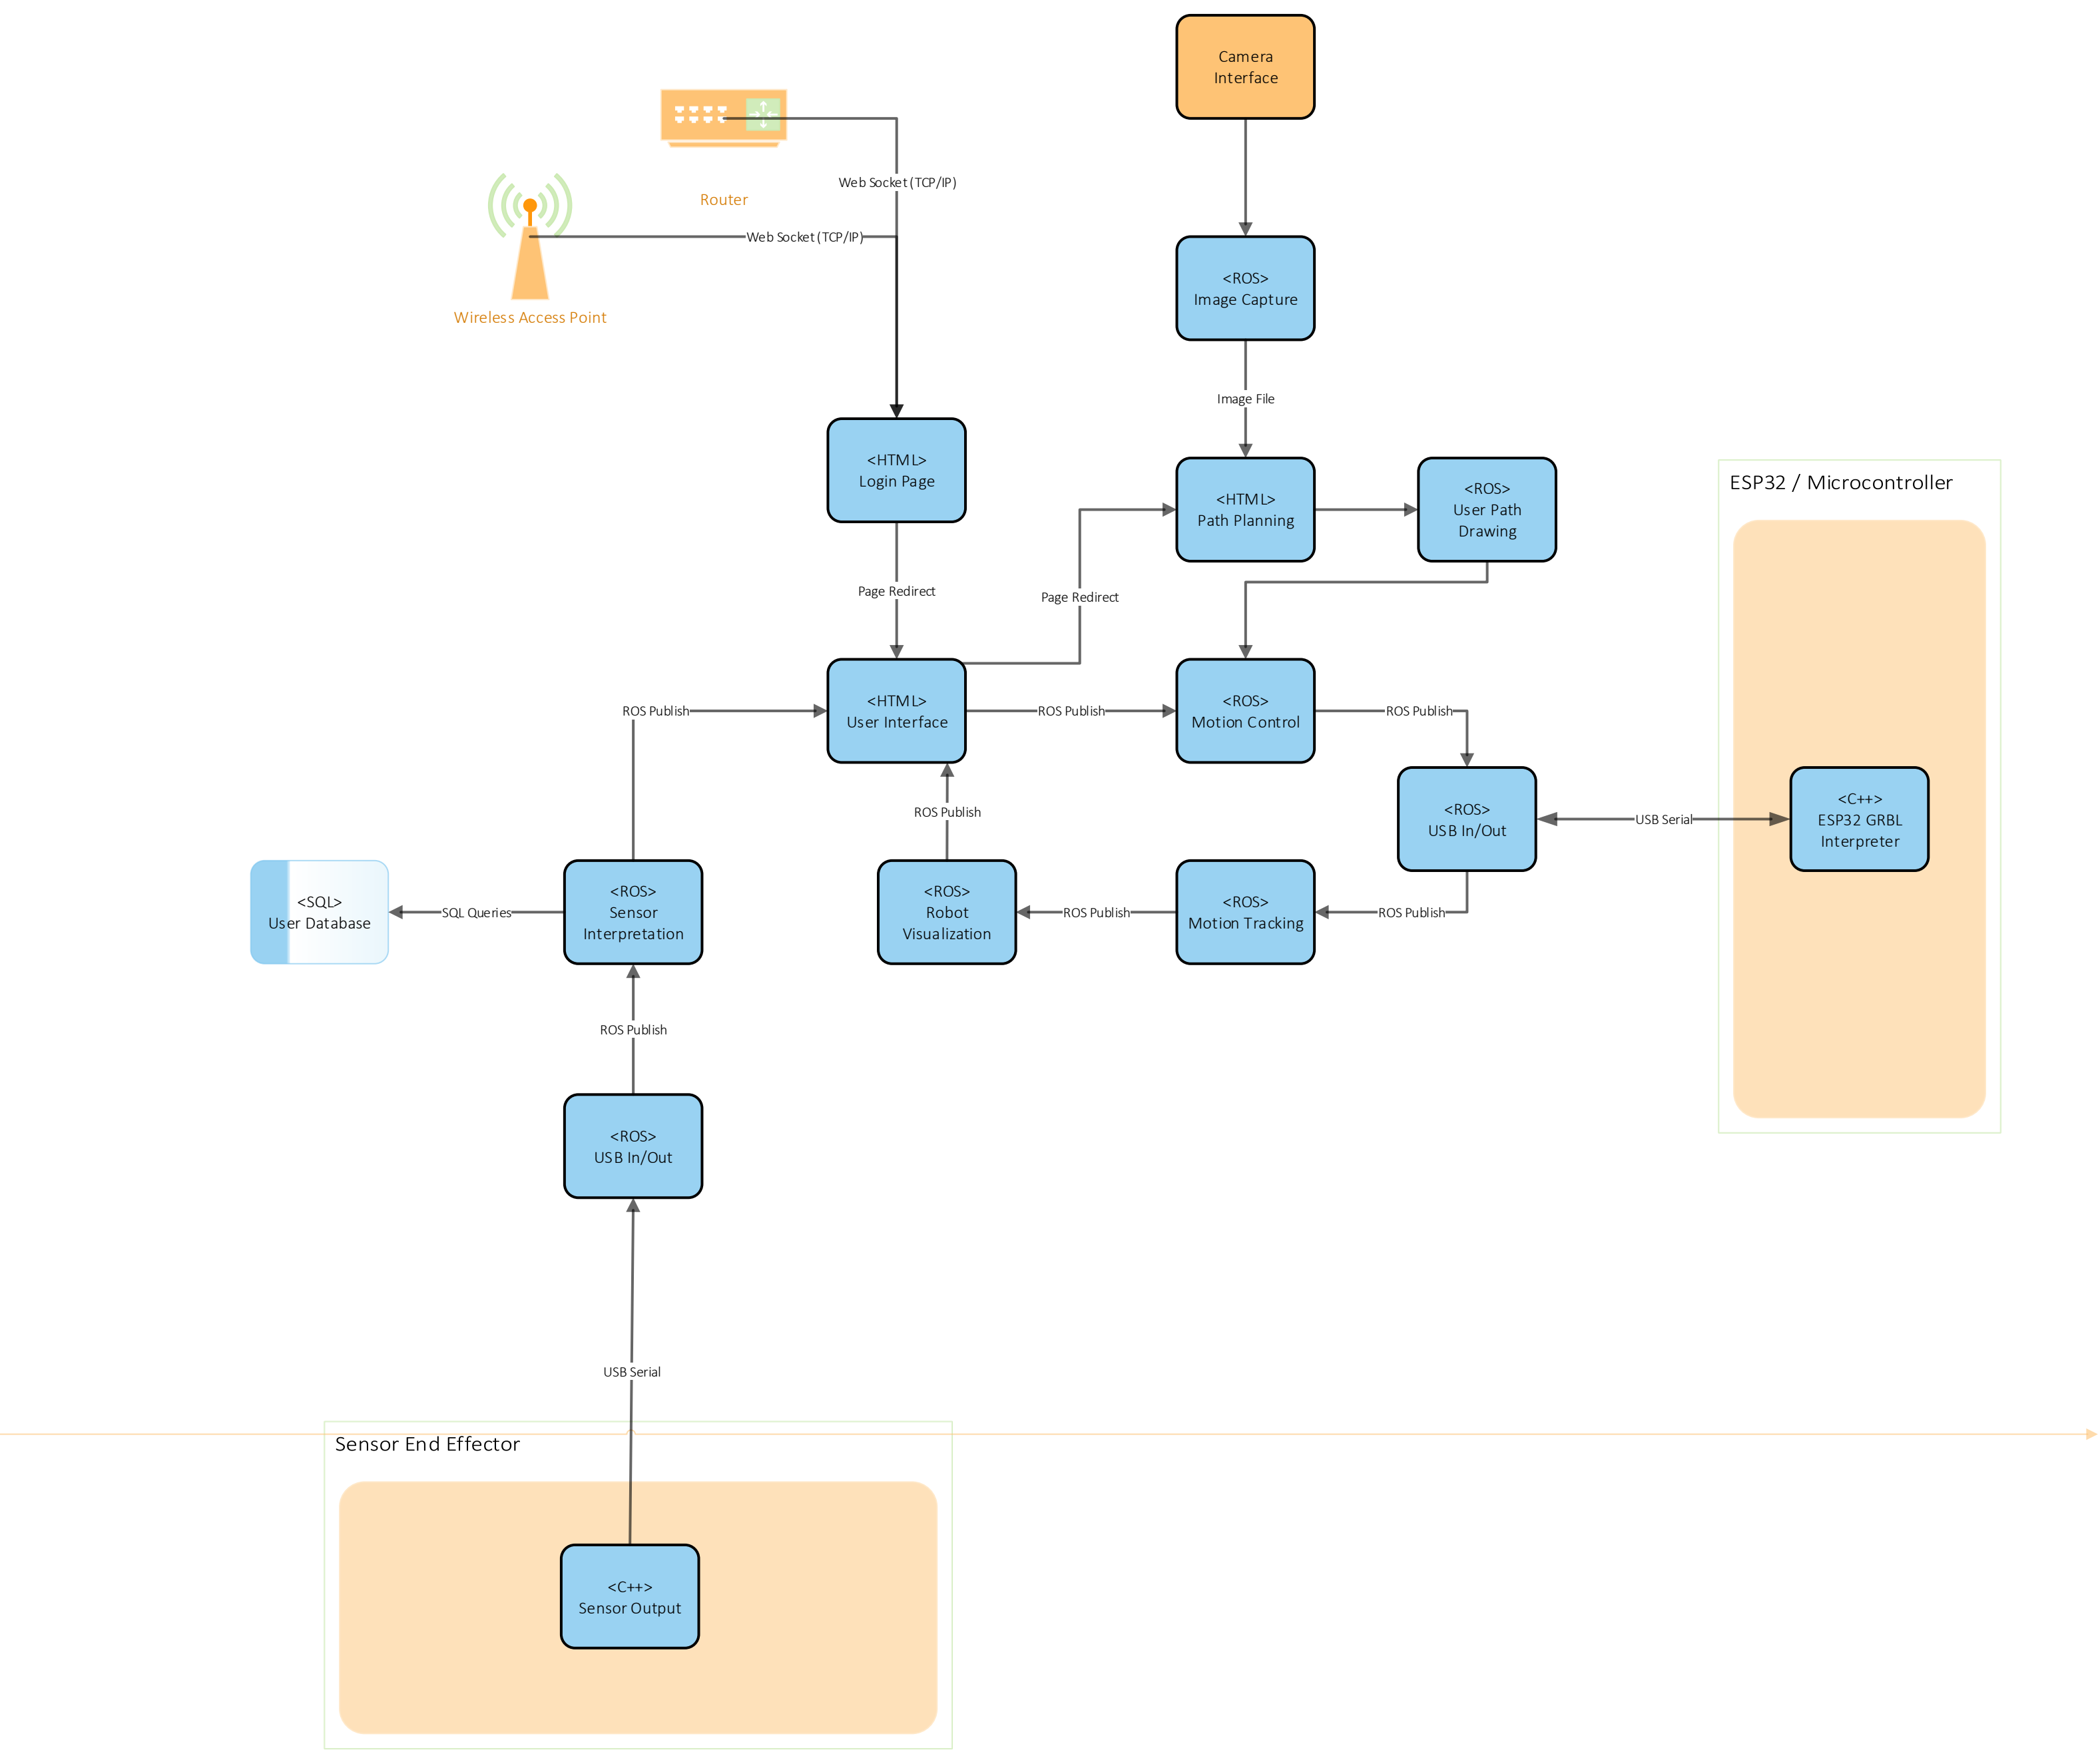 Camera
Interface
Web Socket (TCP/IP)
Router
Web Socket (TCP/IP)
Wireless Access Point
<ROS>
Image Capture
Image File
<HTML>
Login Page
<HTML>
Path Planning
<ROS>
User Path
Drawing
ESP32 / Microcontroller
Page Redirect
Page Redirect
ROS Publish
<HTML>
User Interface
ROS Publish
<ROS>
Motion Control
ROS Publish
ROS Publish
<ROS>
USB In/Out
USB Serial
<C++>
ESP32 GRBL
Interpreter
<SQL>
User Database
SQL Queries
<ROS>
Sensor
Interpretation
<ROS>
Robot
Visualization
ROS Publish
<ROS>
Motion Tracking
ROS Publish
ROS Publish
<ROS>
USB In/Out
USB Serial
Sensor End Effector
<C++>
Sensor Output